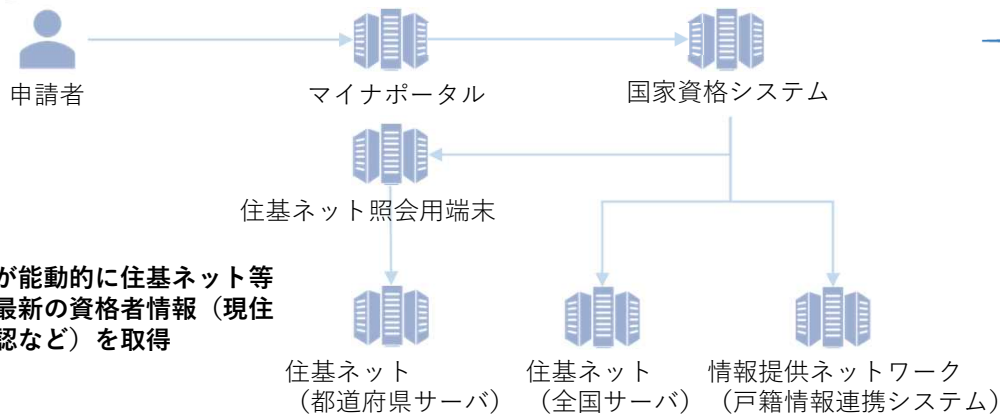 申請者
マイナポータル
国家資格システム
住基ネット照会用端末
が能動的に住基ネット等
最新の資格者情報（現住
認など）を取得
住基ネット
（都道府県サーバ）
住基ネット
（全国サーバ）
情報提供ネットワーク
（戸籍情報連携システム）